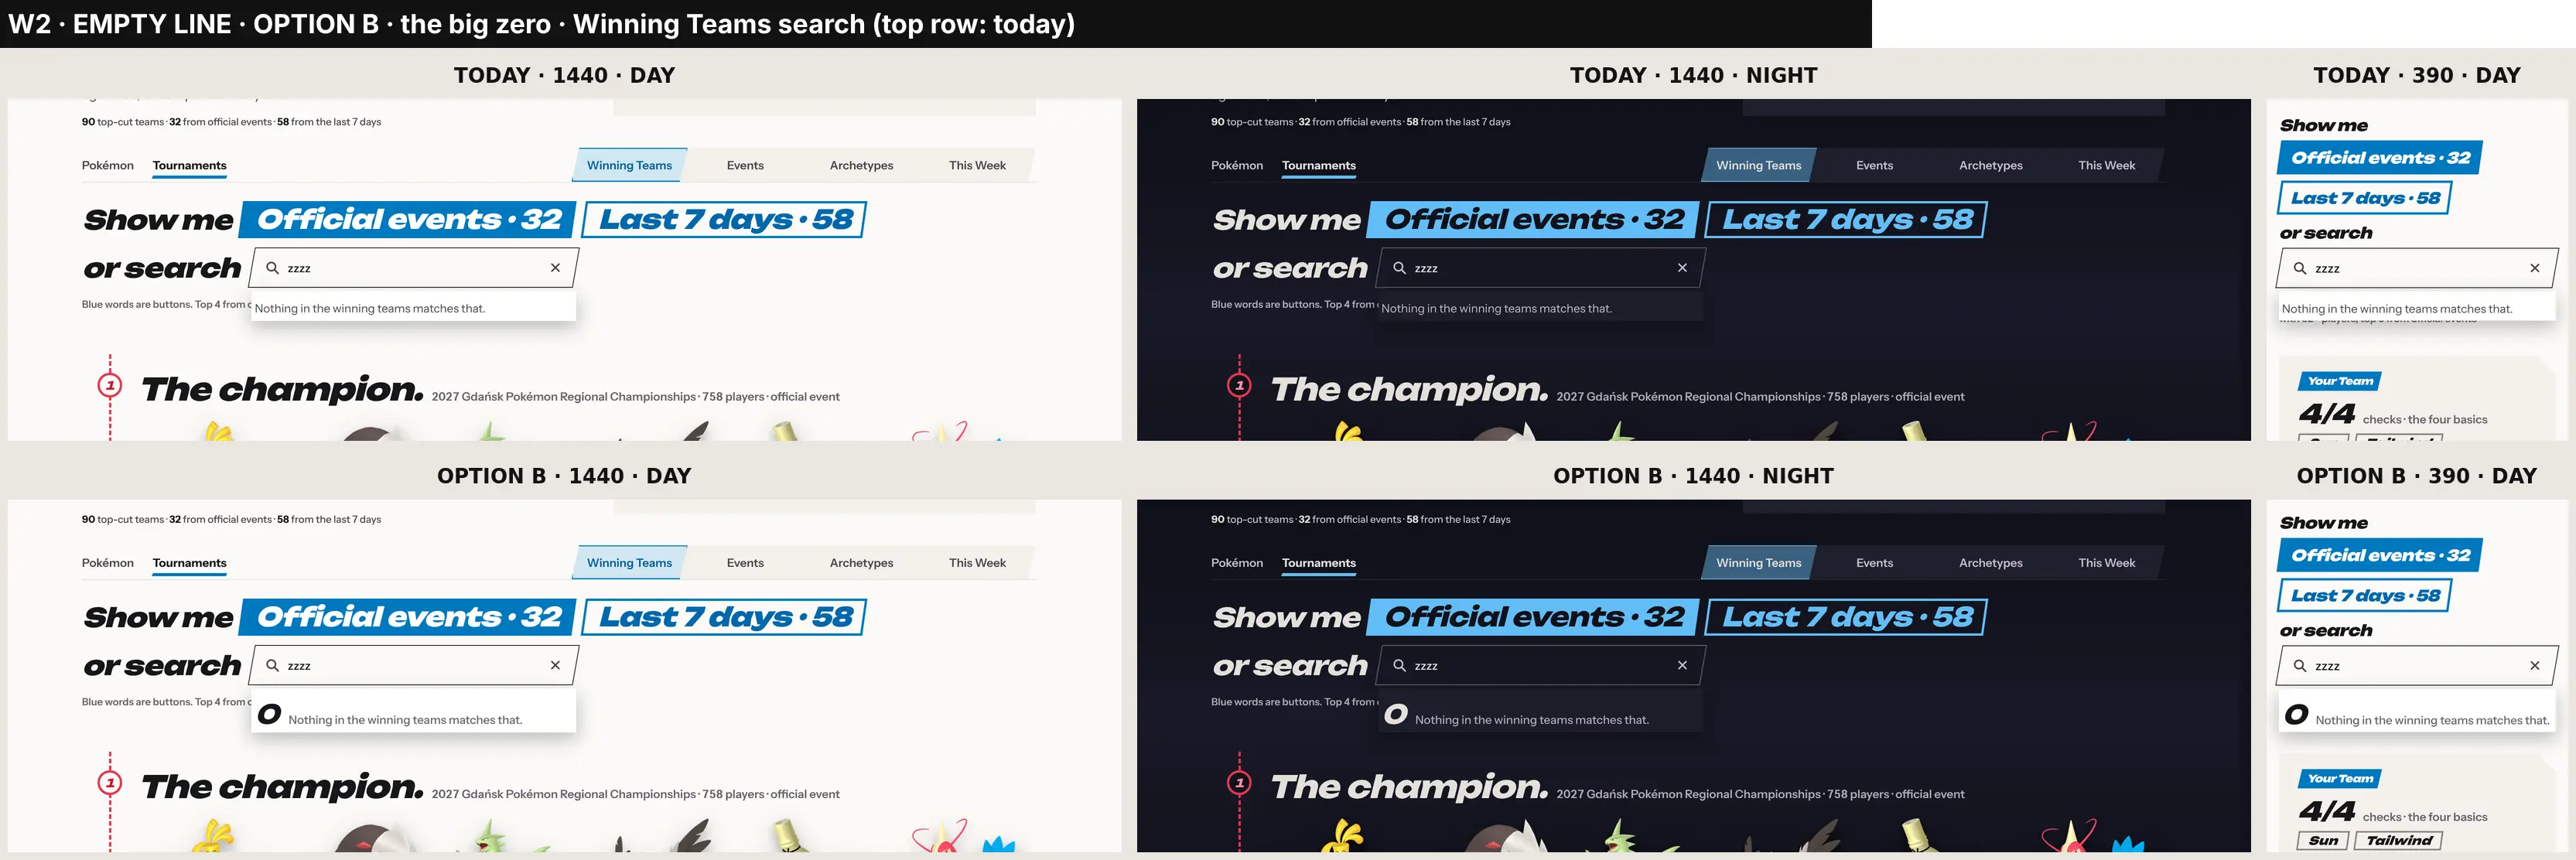 W2 · EMPTY LINE · OPTION B · the big zero · Winning Teams search (top row: today)
TODAY · 1440 · DAY
90 top-cut teams · 32 from official events · 58 from the last 7 days
Pokémon Tournaments Winning Teams Events Archetypes This Week
Show me Official events · 32 Last 7 days · 58
or search zzzz ×
Blue words are buttons. Top 4 from
Nothing in the winning teams matches that.
1 The champion. 2027 Gdańsk Pokémon Regional Championships · 758 players · official event
TODAY · 1440 · NIGHT
90 top-cut teams · 32 from official events · 58 from the last 7 days
Pokémon Tournaments Winning Teams Events Archetypes This Week
Show me Official events · 32 Last 7 days · 58
or search zzzz ×
Blue words are buttons. Top 4 from
Nothing in the winning teams matches that.
1 The champion. 2027 Gdańsk Pokémon Regional Championships · 758 players · official event
TODAY · 390 · DAY
Show me
Official events · 32
Last 7 days · 58
or search
zzzz ×
Nothing in the winning teams matches that.
Your Team
4/4 checks · the four basics
OPTION B · 1440 · DAY
90 top-cut teams · 32 from official events · 58 from the last 7 days
Pokémon Tournaments Winning Teams Events Archetypes This Week
Show me Official events · 32 Last 7 days · 58
or search zzzz ×
Blue words are buttons. Top 4 from
0 Nothing in the winning teams matches that.
1 The champion. 2027 Gdańsk Pokémon Regional Championships · 758 players · official event
OPTION B · 1440 · NIGHT
90 top-cut teams · 32 from official events · 58 from the last 7 days
Pokémon Tournaments Winning Teams Events Archetypes This Week
Show me Official events · 32 Last 7 days · 58
or search zzzz ×
Blue words are buttons. Top 4 from
0 Nothing in the winning teams matches that.
1 The champion. 2027 Gdańsk Pokémon Regional Championships · 758 players · official event
OPTION B · 390 · DAY
Show me
Official events · 32
Last 7 days · 58
or search
zzzz ×
0 Nothing in the winning teams matches that.
Your Team
4/4 checks · the four basics
Sun Tailwind